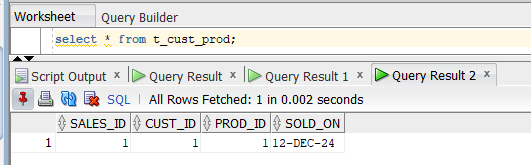 Worksheet Query Builder
select * from t_cust_prod;
Script Output × Query Result × Query Result 1 × Query Result 2 ×
SQL | All Rows Fetched: 1 in 0.002 seconds
SALES_ID CUST_ID PROD_ID SOLD_ON
1 1 1 1 12-DEC-24